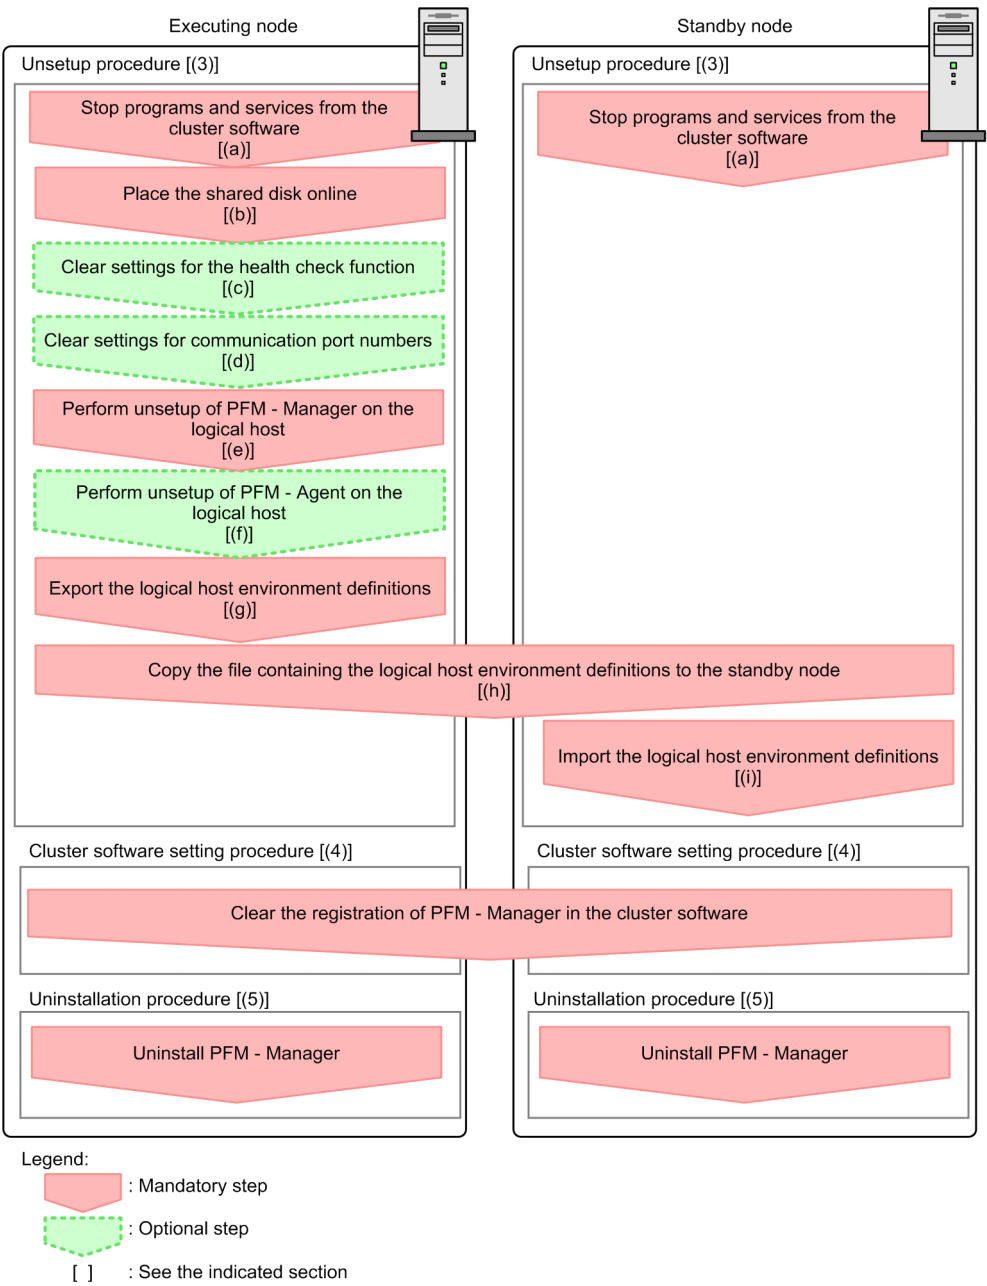 Executing node
Standby node
Unsetup procedure [(3)]
Unsetup procedure [(3)]
Stop programs and services from the
cluster software
[(a)]
Stop programs and services from the
cluster software
[(a)]
Place the shared disk online
[(b)]
Clear settings for the health check function
[(c)]
Clear settings for communication port numbers
[(d)]
Perform unsetup of PFM - Manager on the
logical host
[(e)]
Perform unsetup of PFM - Agent on the
logical host
[(f)]
Export the logical host environment definitions
[(g)]
Copy the file containing the logical host environment definitions to the standby node
[(h)]
Import the logical host environment definitions
[(i)]
Cluster software setting procedure [(4)]
Cluster software setting procedure [(4)]
Clear the registration of PFM - Manager in the cluster software
Uninstallation procedure [(5)]
Uninstallation procedure [(5)]
Uninstall PFM - Manager
Uninstall PFM - Manager
Legend:
: Mandatory step
: Optional step
[ ] : See the indicated section